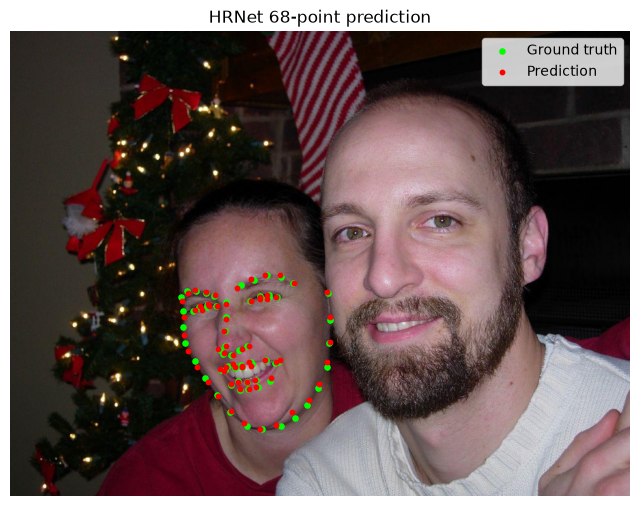 HRNet 68-point prediction
Ground truth
Prediction